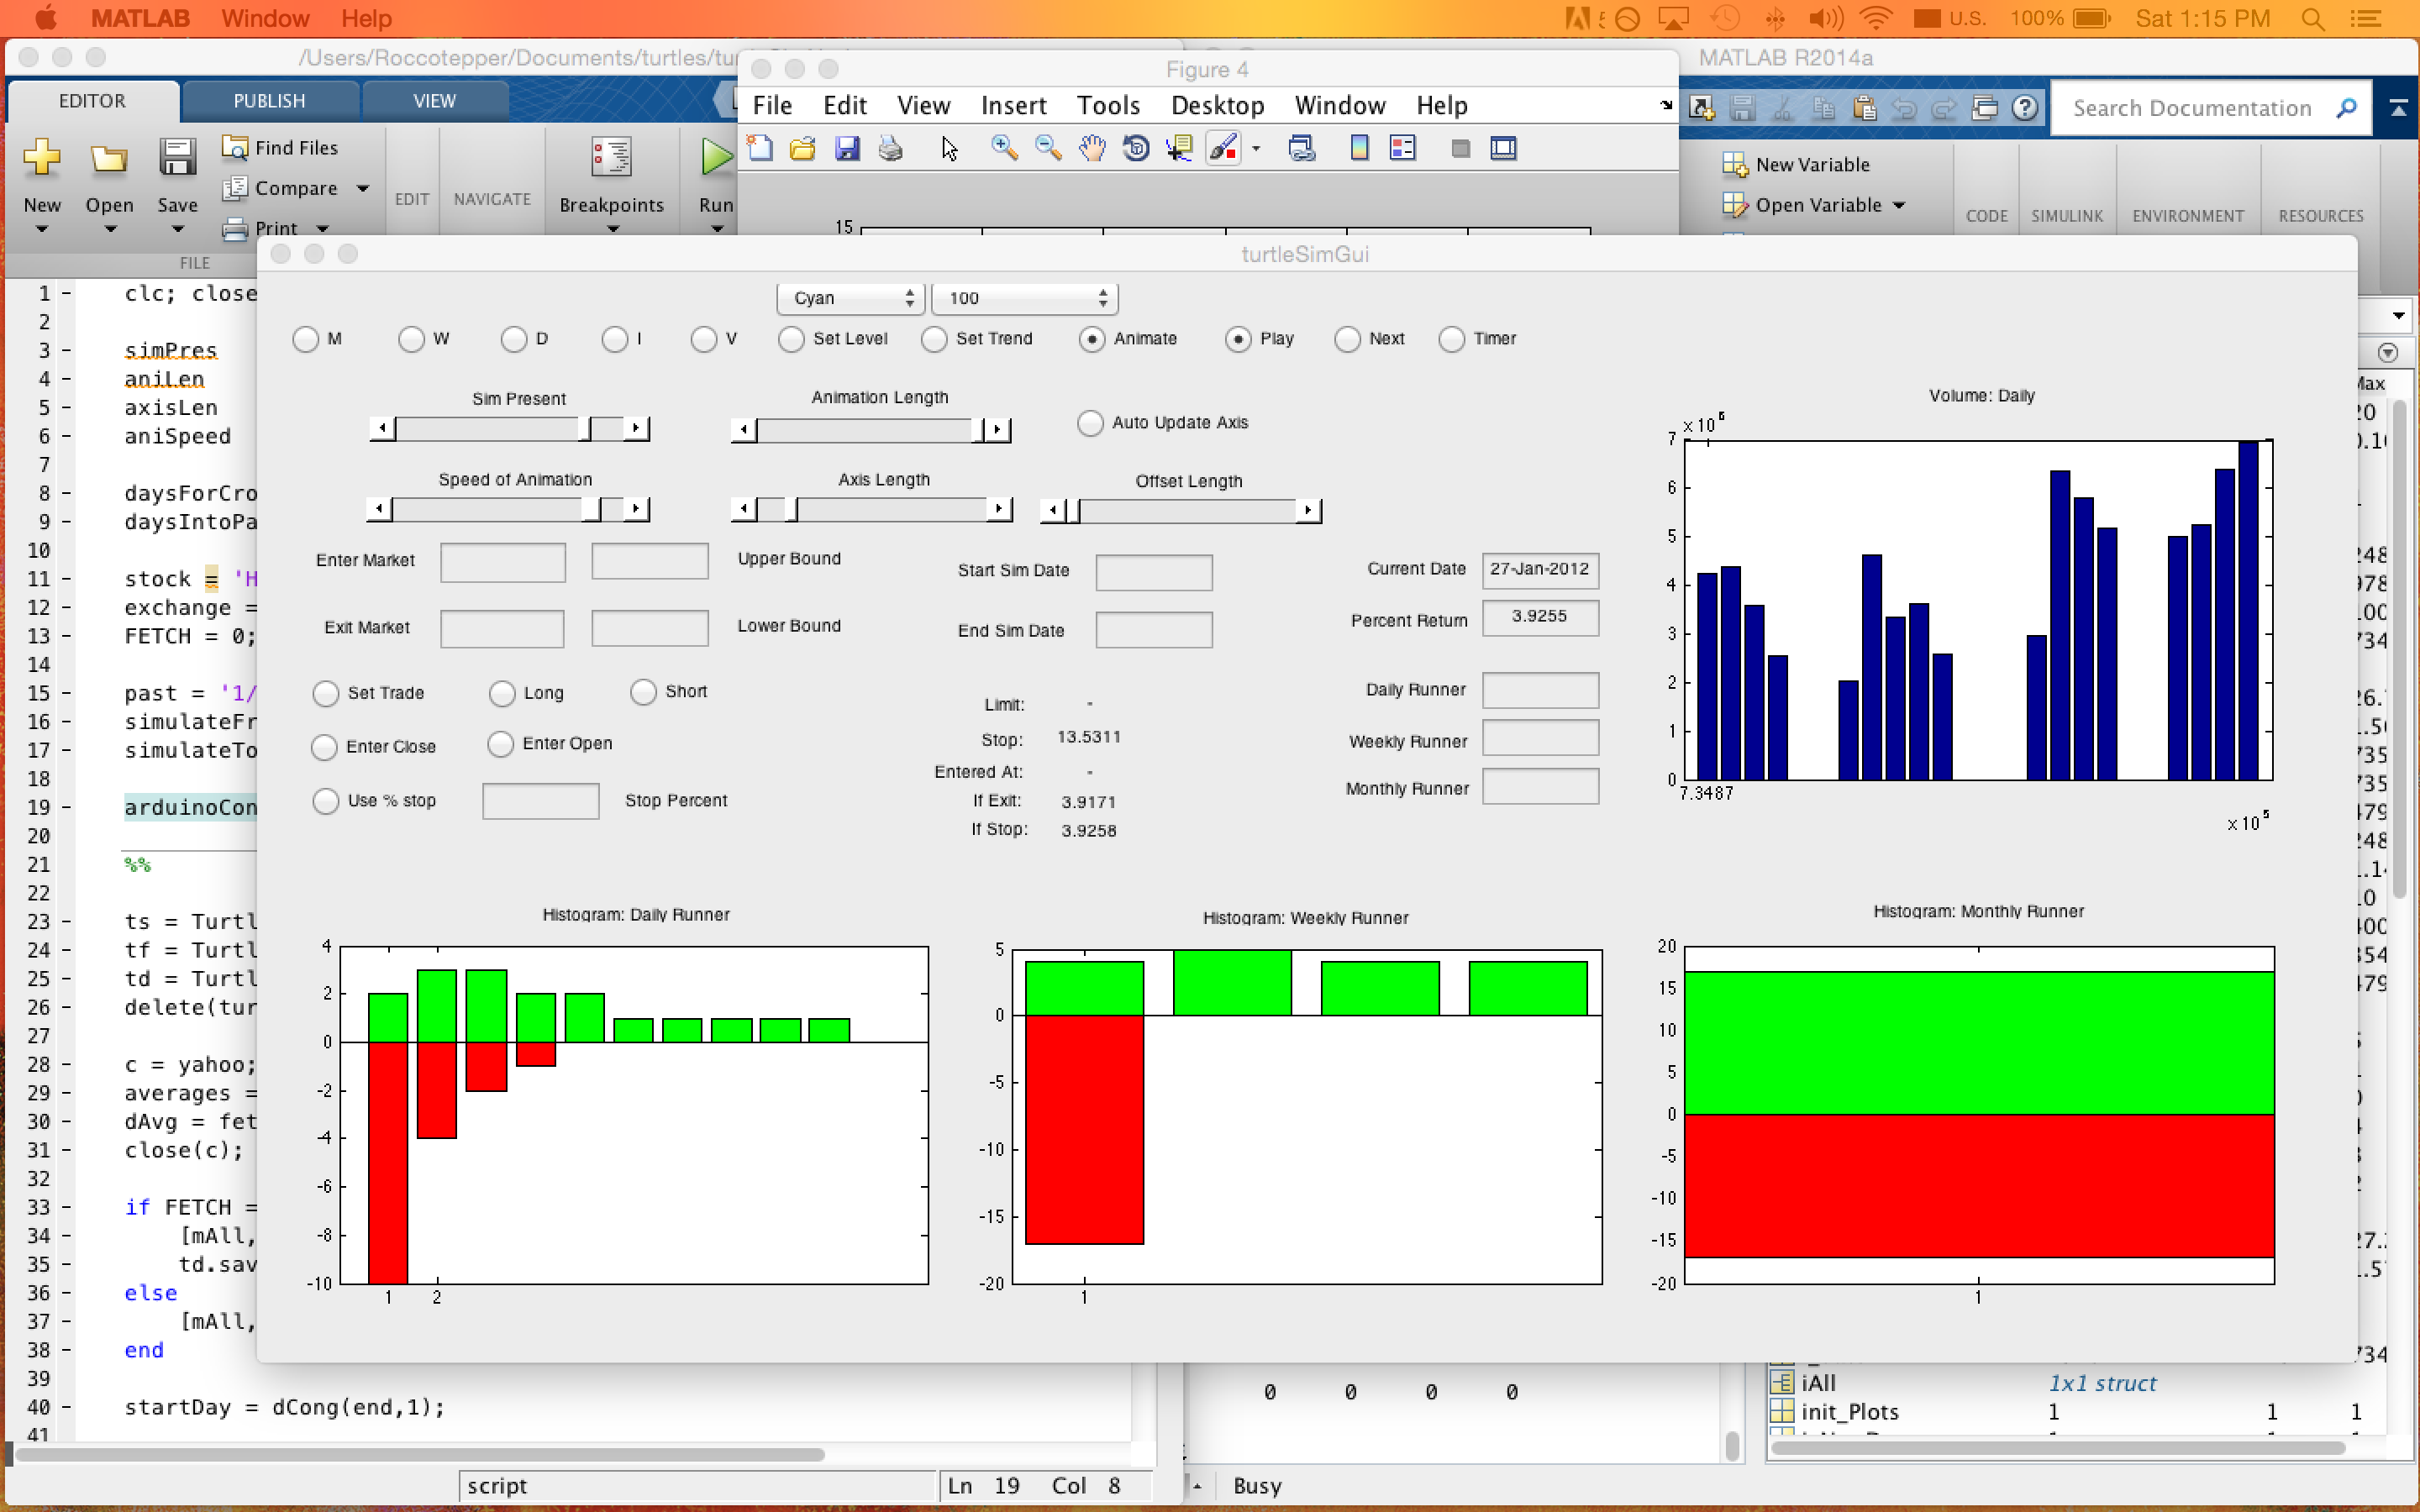 MATLAB Window Help
5 U.S. 100% Sat 1:15 PM
/Users/Roccotepper/Documents/turtles/tur
Figure 4
MATLAB R2014a
EDITOR PUBLISH VIEW
File Edit View Insert Tools Desktop Window Help
Search Documentation
New Open Save
Find Files
Compare
Print
FILE
EDIT
NAVIGATE
Breakpoints
Run
New Variable
Open Variable
CODE SIMULINK ENVIRONMENT RESOURCES
15
turtleSimGui
Cyan 100
M W D I V Set Level Set Trend Animate Play Next Timer
Sim Present Animation Length Auto Update Axis
Speed of Animation Axis Length Offset Length
Enter Market Upper Bound Start Sim Date Current Date 27-Jan-2012
Exit Market Lower Bound End Sim Date Percent Return 3.9255
Set Trade Long Short Daily Runner
Enter Close Enter Open Weekly Runner
Use % stop Stop Percent Monthly Runner
Limit: -
Stop: 13.5311
Entered At: -
If Exit: 3.9171
If Stop: 3.9258
Volume: Daily
x 10 5
7
6
5
4
3
2
1
0
7.3487
x 10 5
Histogram: Daily Runner
4
2
0
-2
-4
-6
-8
-10
1 2
Histogram: Weekly Runner
5
0
-5
-10
-15
-20
1
Histogram: Monthly Runner
20
15
10
5
0
-5
-10
-15
-20
1
1 - clc; close
2
3 - simPres
4 - aniLen
5 - axisLen
6 - aniSpeed
7
8 - daysForCro
9 - daysIntoPa
10
11 - stock = 'H
12 - exchange =
13 - FETCH = 0;
14
15 - past = '1/
16 - simulateFr
17 - simulateTo
18
19 - arduinoCon
20
21 %%
22
23 - ts = Turtl
24 - tf = Turtl
25 - td = Turtl
26 - delete(tur
27
28 - c = yahoo;
29 - averages =
30 - dAvg = fet
31 - close(c);
32
33 - if FETCH =
34 - [mAll,
35 - td.sav
36 - else
37 - [mAll,
38 - end
39
40 - startDay = dCong(end,1);
41
script Ln 19 Col 8
0 0 0 0
Busy
iAll 1x1 struct
init_Plots 1 1 1